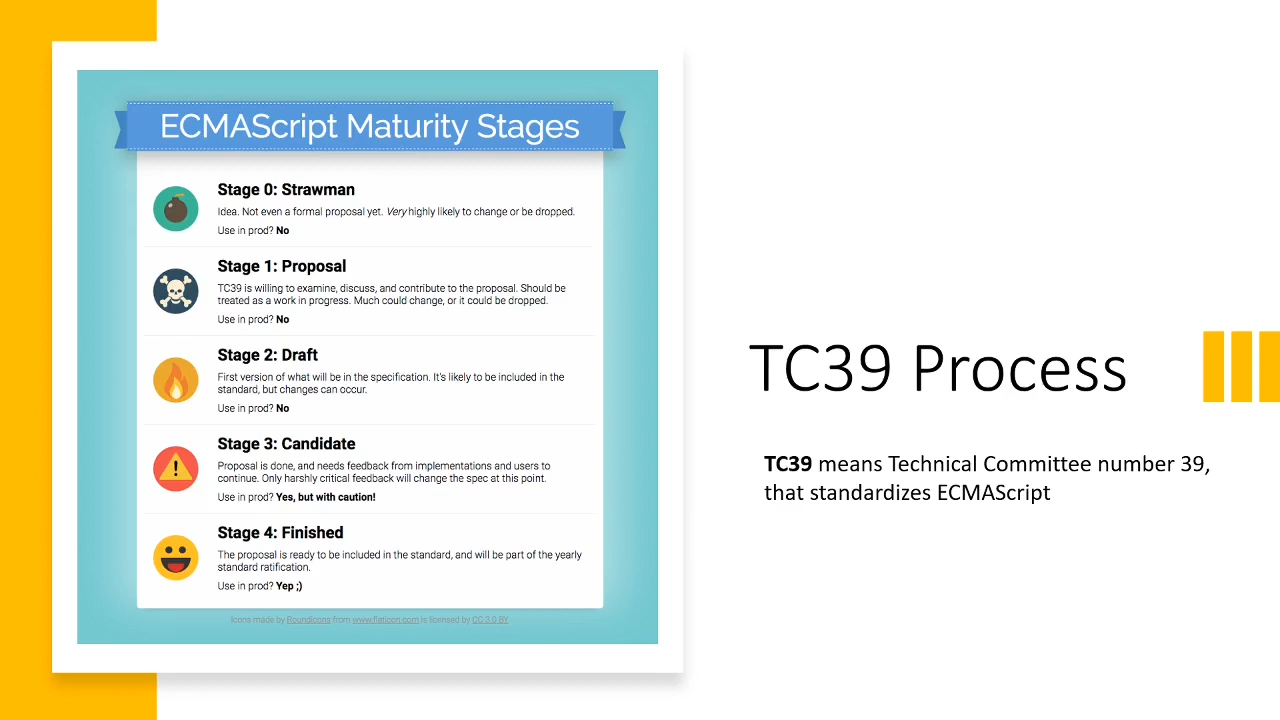 ECMAScript Maturity Stages
Stage 0: Strawman
Idea. Not even a formal proposal yet. Very highly likely to change or be dropped.
Use in prod? No
Stage 1: Proposal
TC39 is willing to examine, discuss, and contribute to the proposal. Should be
treated as a work in progress. Much could change, or it could be dropped.
Use in prod? No
Stage 2: Draft
First version of what will be in the specification. It's likely to be included in the
standard, but changes can occur.
Use in prod? No
Stage 3: Candidate
Proposal is done, and needs feedback from implementations and users to
continue. Only harshly critical feedback will change the spec at this point.
Use in prod? Yes, but with caution!
Stage 4: Finished
The proposal is ready to be included in the standard, and will be part of the yearly
standard ratification.
Use in prod? Yep ;)
Icons made by Roundicons from www.flaticon.com is licensed by CC 3.0 BY
TC39 Process
TC39 means Technical Committee number 39,
that standardizes ECMAScript